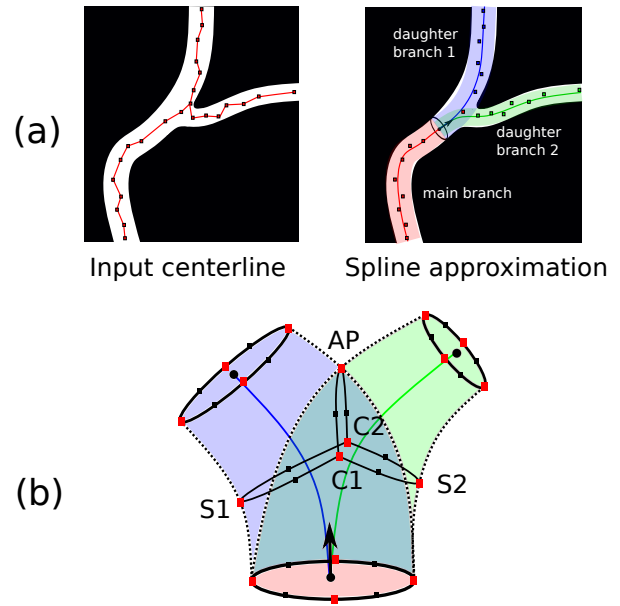 (a)
daughter
branch 1
daughter
branch 2
main branch
Input centerline
Spline approximation
(b)
AP
C2
C1
S1
S2